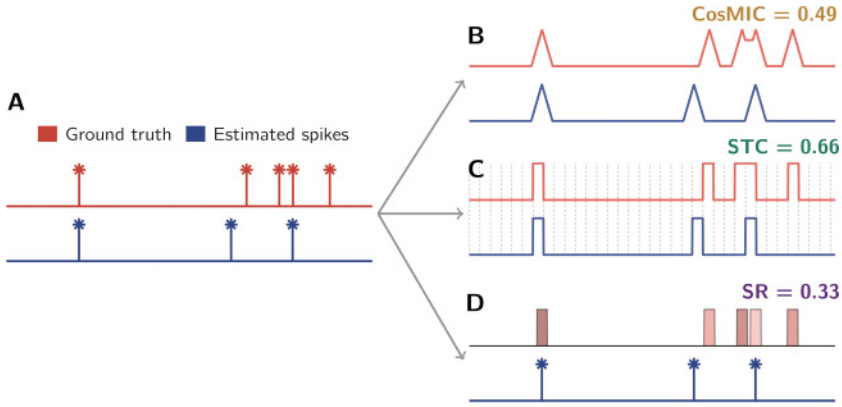 A
Ground truth
Estimated spikes
B
CosMIC = 0.49
C
STC = 0.66
D
SR = 0.33